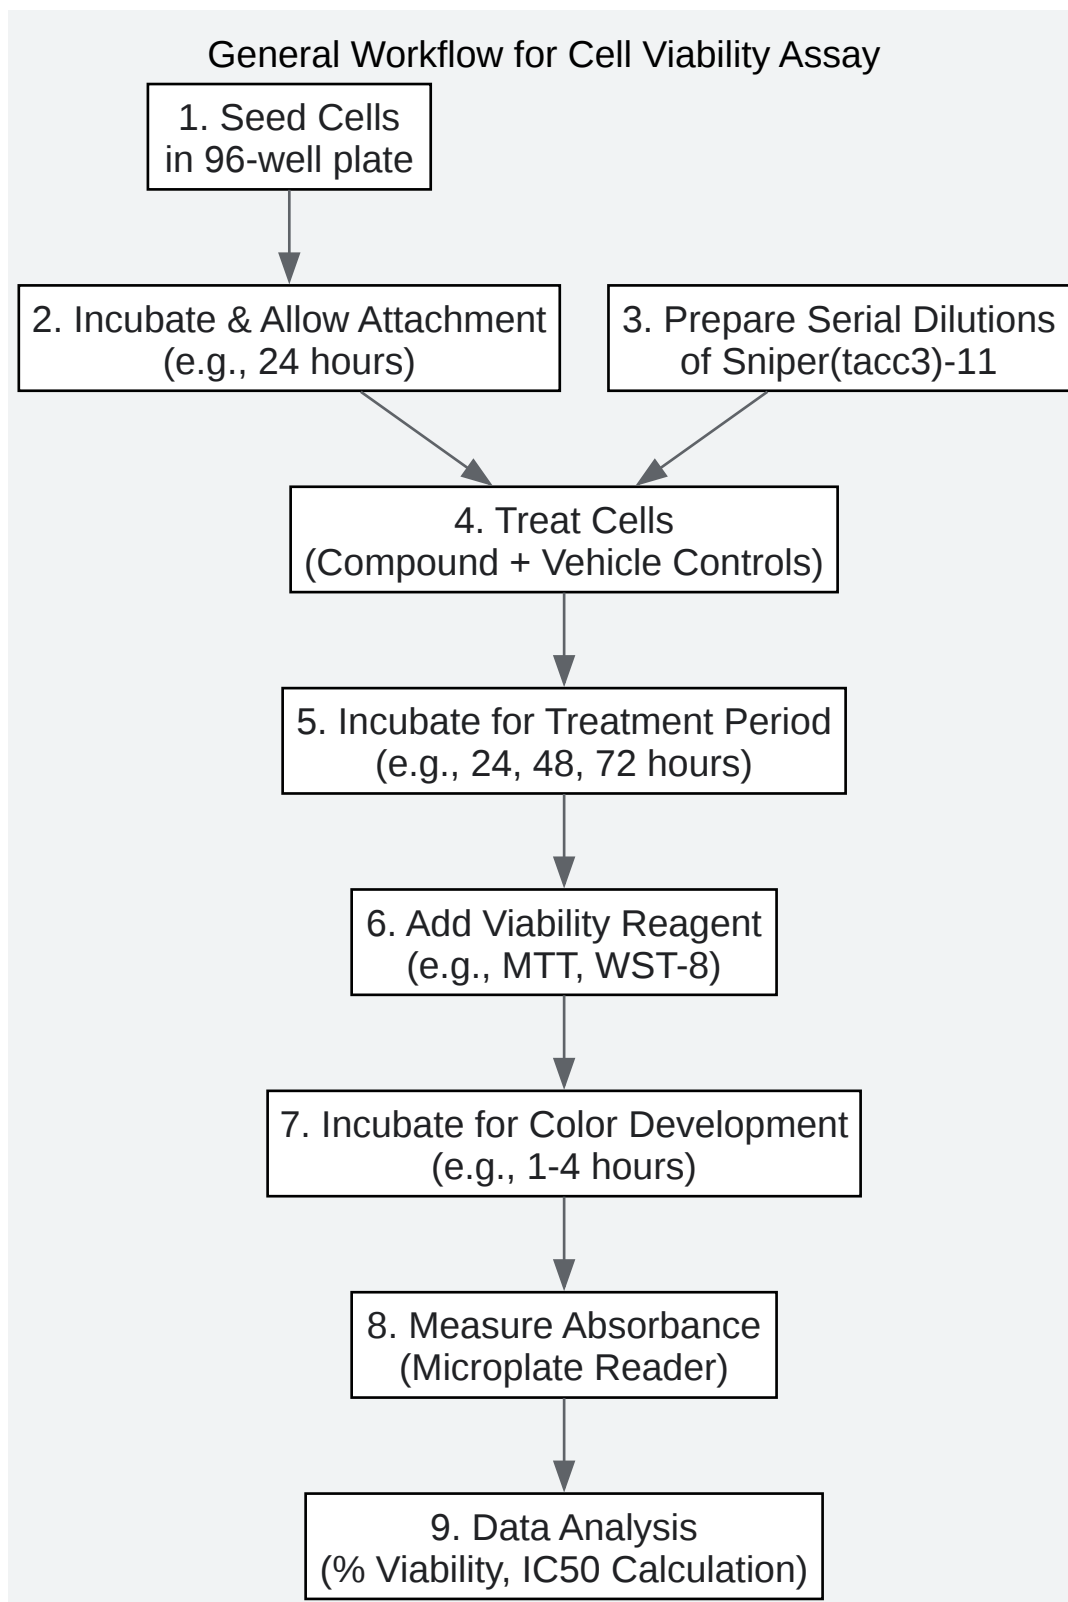 General Workflow for Cell Viability Assay
1. Seed Cells
in 96-well plate
2. Incubate & Allow Attachment
(e.g., 24 hours)
3. Prepare Serial Dilutions
of Sniper(tacc3)-11
4. Treat Cells
(Compound + Vehicle Controls)
5. Incubate for Treatment Period
(e.g., 24, 48, 72 hours)
6. Add Viability Reagent
(e.g., MTT, WST-8)
7. Incubate for Color Development
(e.g., 1-4 hours)
8. Measure Absorbance
(Microplate Reader)
9. Data Analysis
(% Viability, IC50 Calculation)